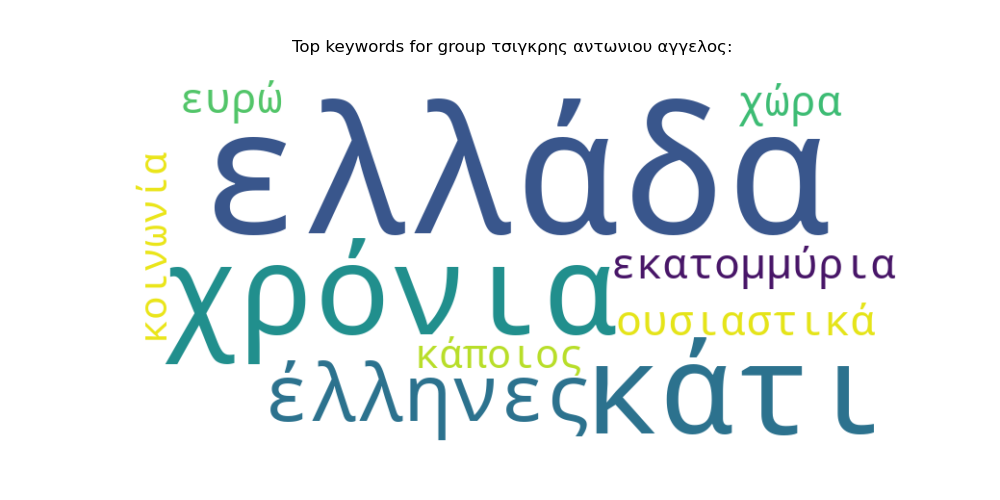 Top keywords for group τσιγκρης αντωνιου αγγελος:
ευρώ
χώρα
ελλάδα
κοινωνία
χρόνια
εκατομμύρια
ουσιαστικά
κάποιος
έλληνες
κάτι